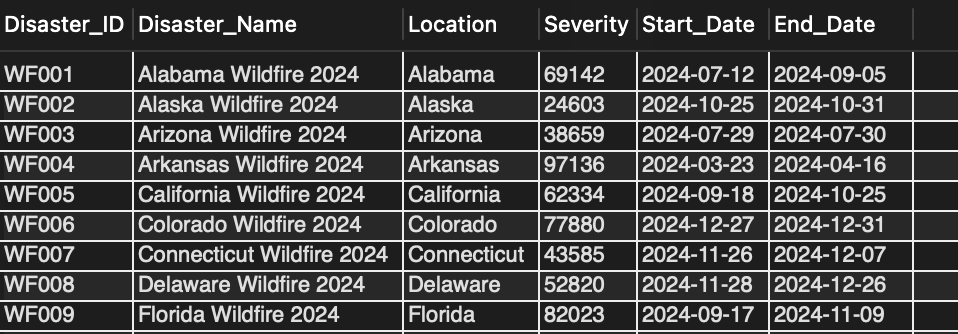 Disaster_ID Disaster_Name Location Severity Start_Date End_Date
WF001 Alabama Wildfire 2024 Alabama 69142 2024-07-12 2024-09-05
WF002 Alaska Wildfire 2024 Alaska 24603 2024-10-25 2024-10-31
WF003 Arizona Wildfire 2024 Arizona 38659 2024-07-29 2024-07-30
WF004 Arkansas Wildfire 2024 Arkansas 97136 2024-03-23 2024-04-16
WF005 California Wildfire 2024 California 62334 2024-09-18 2024-10-25
WF006 Colorado Wildfire 2024 Colorado 77880 2024-12-27 2024-12-31
WF007 Connecticut Wildfire 2024 Connecticut 43585 2024-11-26 2024-12-07
WF008 Delaware Wildfire 2024 Delaware 52820 2024-11-28 2024-12-26
WF009 Florida Wildfire 2024 Florida 82023 2024-09-17 2024-11-09